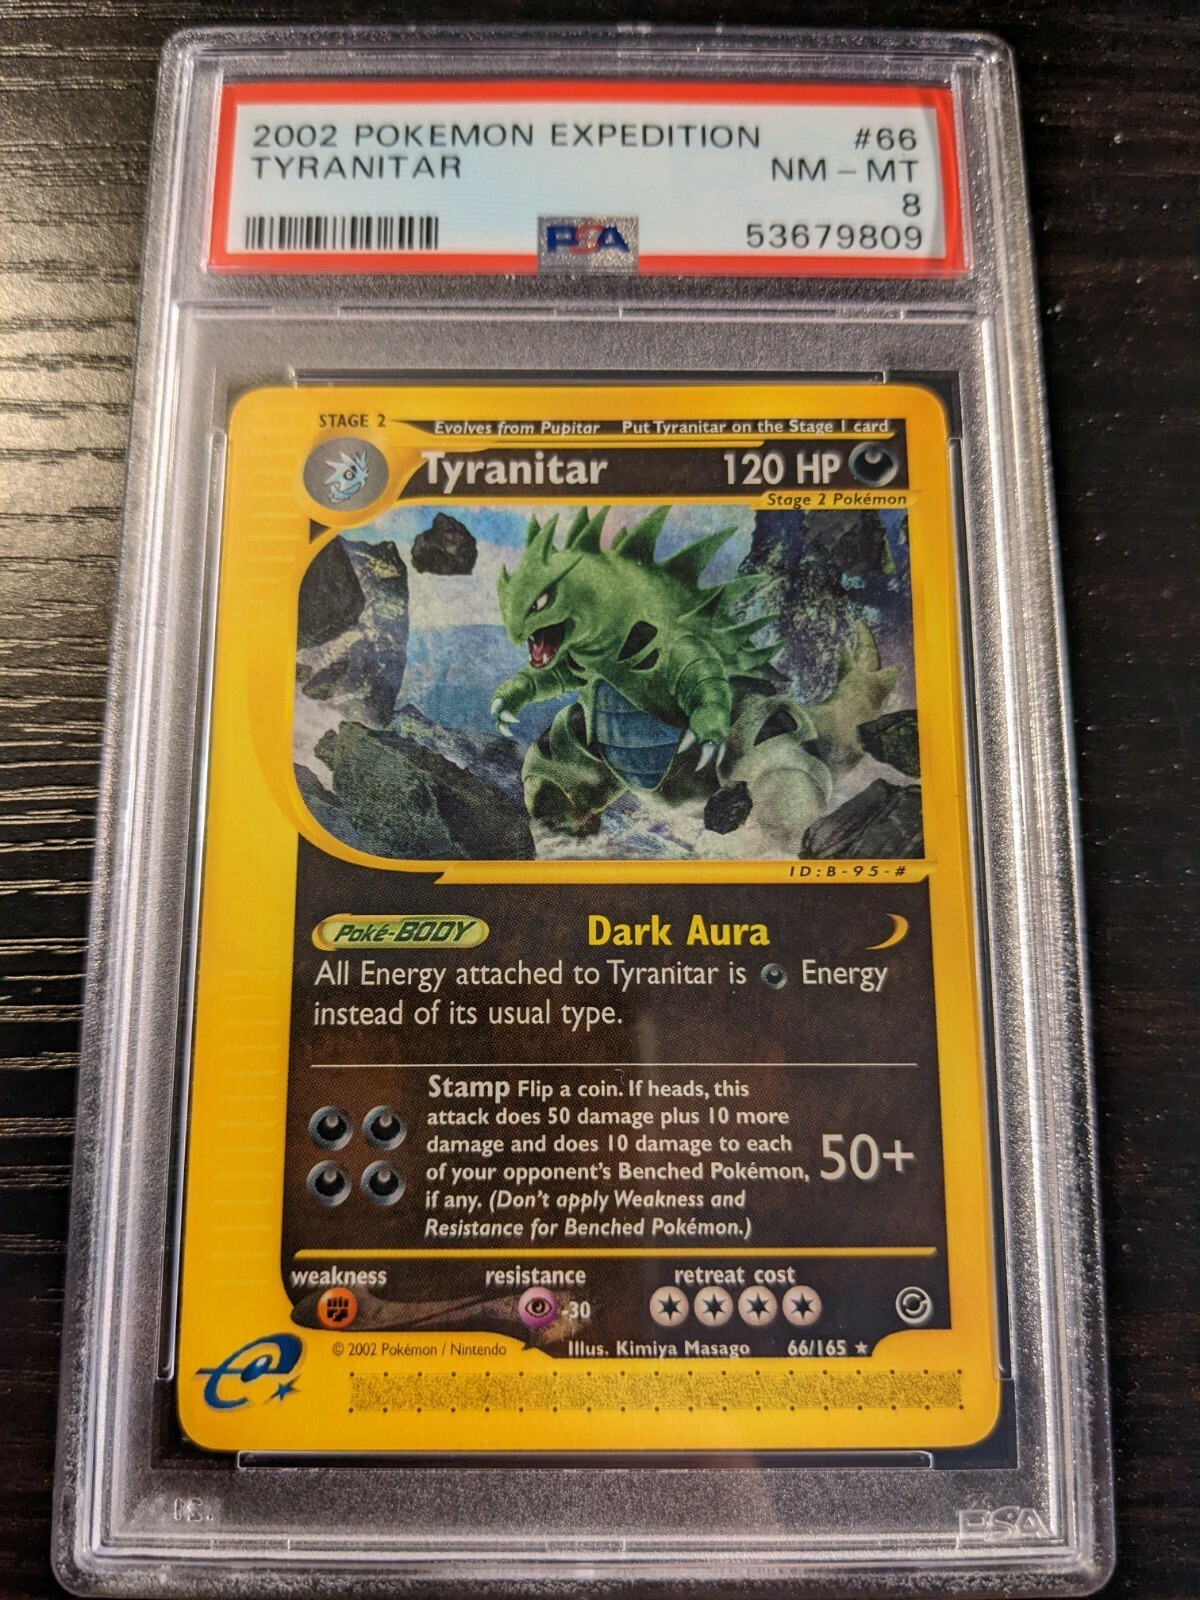 2002 POKEMON EXPEDITION #66
TYRANITAR NM - MT
8
PSA 53679809
STAGE 2 Evolves from Pupitar Put Tyranitar on the Stage 1 card
Tyranitar 120 HP
Stage 2 Pokémon
ID:B-95-#
Poké-BODY Dark Aura
All Energy attached to Tyranitar is Energy
instead of its usual type.
Stamp Flip a coin. If heads, this
attack does 50 damage plus 10 more
damage and does 10 damage to each
of your opponent's Benched Pokémon,
if any. (Don't apply Weakness and
Resistance for Benched Pokémon.)
50+
weakness resistance retreat cost
-30
© 2002 Pokémon / Nintendo Illus. Kimiya Masago 66/165 ★
e
PSA